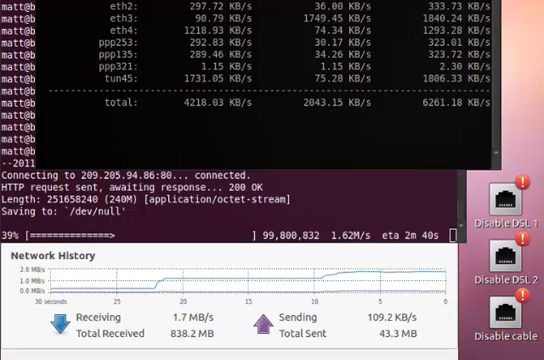 matt@b
eth2: 297.72 KB/s 36.00 KB/s 333.73 KB/s
matt@b
eth3: 90.79 KB/s 1749.45 KB/s 1840.24 KB/s
matt@b
eth4: 1218.93 KB/s 74.34 KB/s 1293.28 KB/s
matt@b
ppp253: 292.83 KB/s 30.17 KB/s 323.01 KB/s
matt@b
ppp135: 289.46 KB/s 34.26 KB/s 323.72 KB/s
matt@b
ppp321: 1.15 KB/s 1.15 KB/s 2.30 KB/s
matt@b
tun45: 1731.05 KB/s 75.28 KB/s 1806.33 KB/s
matt@b
matt@b
total: 4218.03 KB/s 2043.15 KB/s 6261.18 KB/s
matt@b
matt@b
matt@b
matt@b
--2011
Connecting to 209.205.94.86:80... connected.
HTTP request sent, awaiting response... 200 OK
Length: 251658240 (240M) [application/octet-stream]
Saving to: `/dev/null'
39% [==============> ] 99,800,832 1.62M/s eta 2m 40s
Network History
2.0 MB/s
1.0 MB/s
0.0 MB/s
30 seconds 25 20 15 10 5 0
Receiving 1.7 MB/s Sending 109.2 KB/s
Total Received 838.2 MB Total Sent 43.3 MB
Disable DSL 1
Disable DSL 2
Disable cable